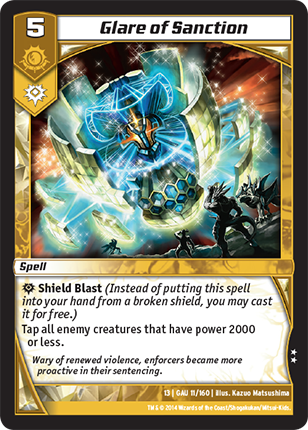 5
Glare of Sanction
Spell
Shield Blast (Instead of putting this spell
into your hand from a broken shield, you may cast
it for free.)
Tap all enemy creatures that have power 2000
or less.
Wary of renewed violence, enforcers became more
proactive in their sentencing.
13 | GAU 11/160 | Illus. Kazuo Matsushima
TM & © 2014 Wizards of the Coast/Shogakukan/Mitsui-Kids.